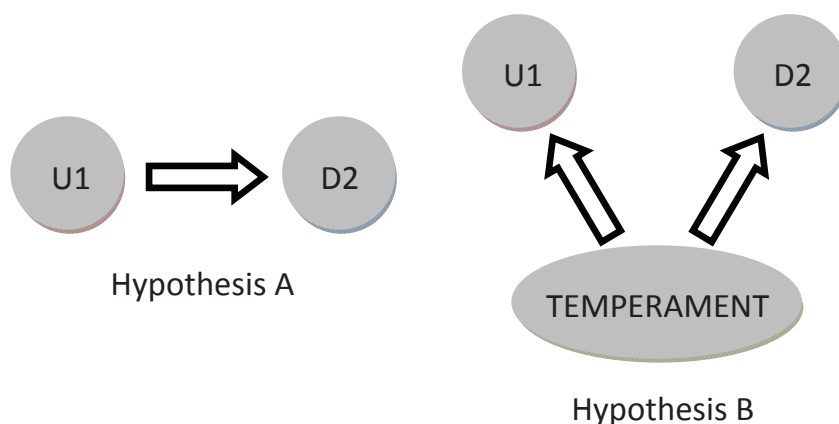 U1
D2
Hypothesis A
U1
D2
TEMPERAMENT
Hypothesis B